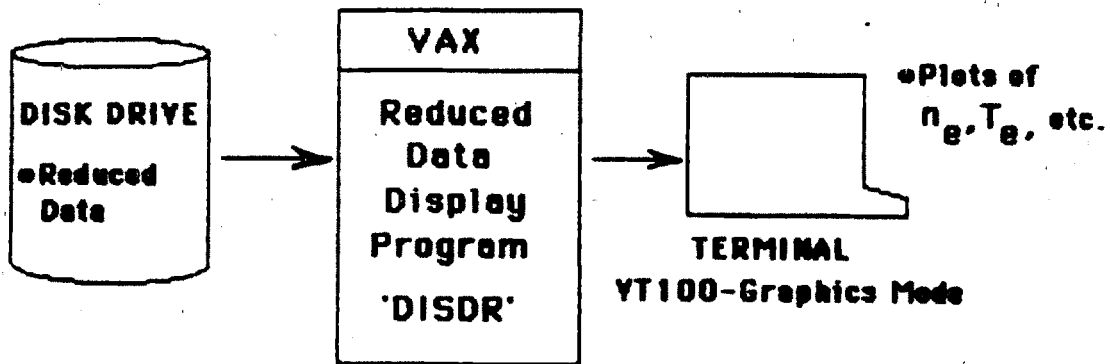 DISK DRIVE
•Reduced
Data
VAX
Reduced
Data
Display
Program
'DISDR'
•Plots of
nₑ, Tₑ, etc.
TERMINAL
VT100-Graphics Mode